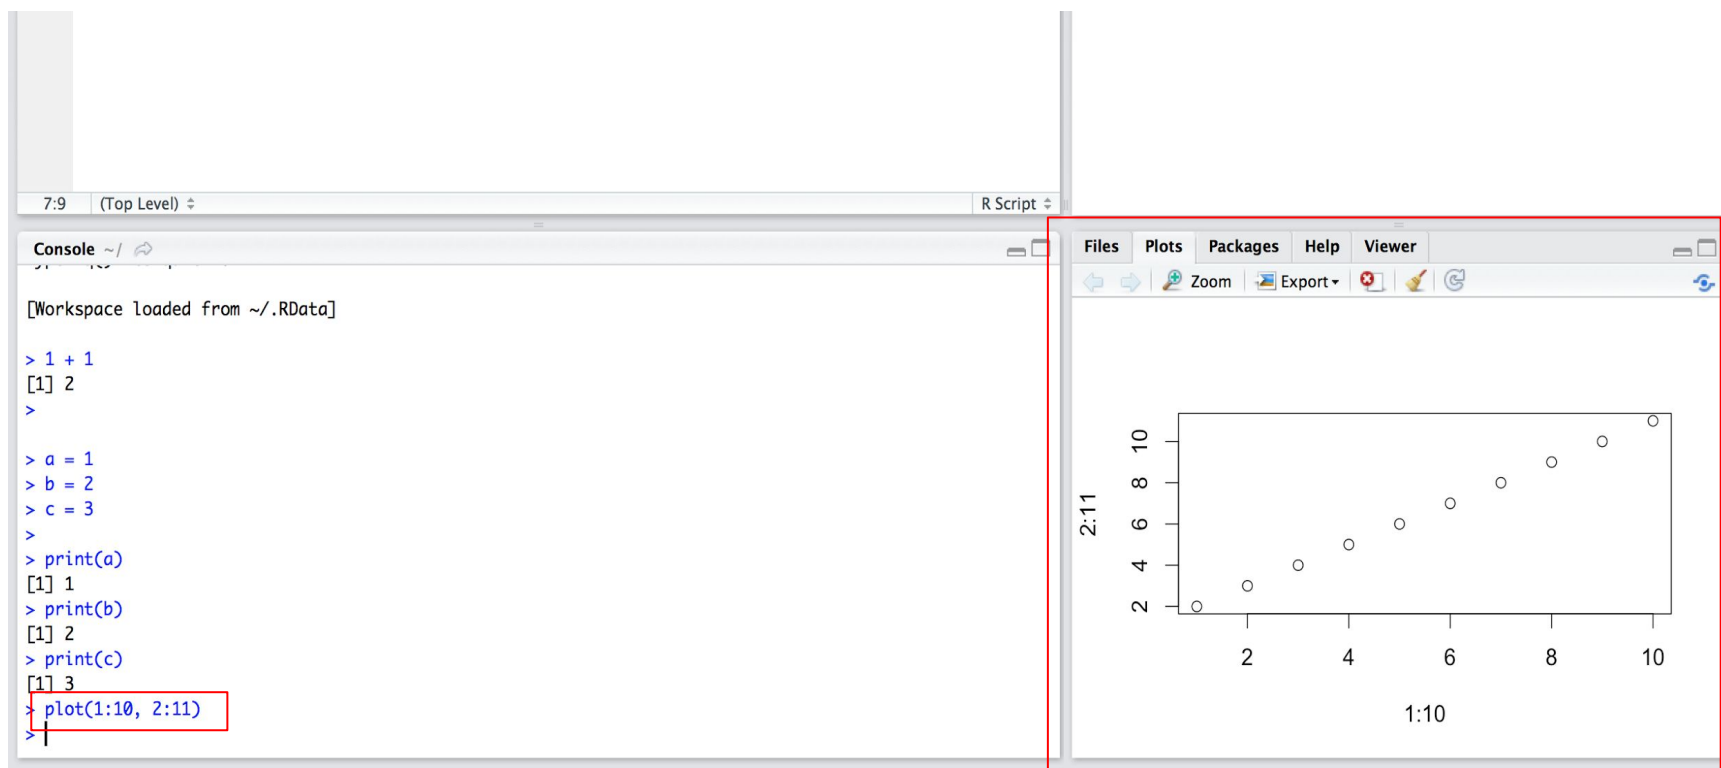 7:9 (Top Level) R Script
Console ~/
[Workspace loaded from ~/.RData]
> 1 + 1
[1] 2
>
> a = 1
> b = 2
> c = 3
>
> print(a)
[1] 1
> print(b)
[1] 2
> print(c)
[1] 3
> plot(1:10, 2:11)
>
Files Plots Packages Help Viewer
Zoom Export
2:11
10
8
6
4
2
2 4 6 8 10
1:10